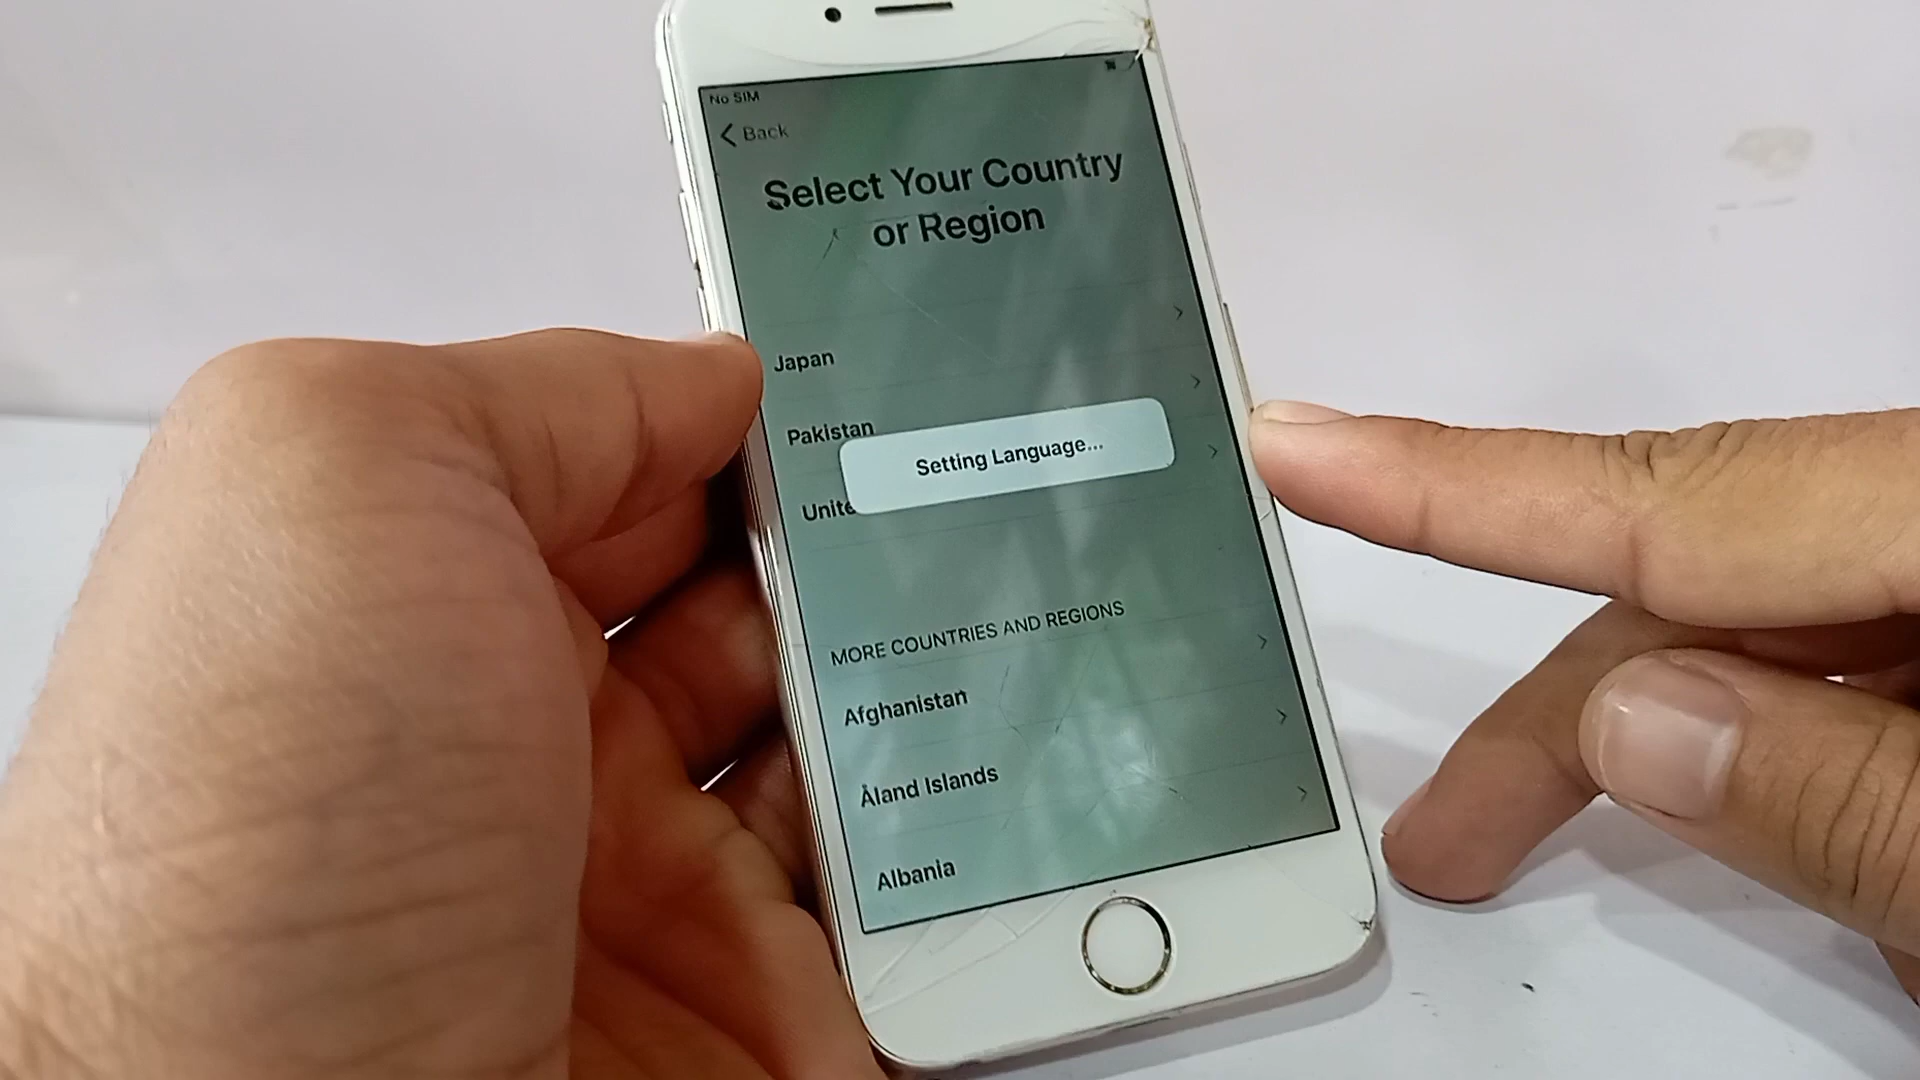 No SIM
Back
Select Your Country
or Region
Japan
Pakistan
Setting Language...
Unite
MORE COUNTRIES AND REGIONS
Afghanistan
Åland Islands
Albania